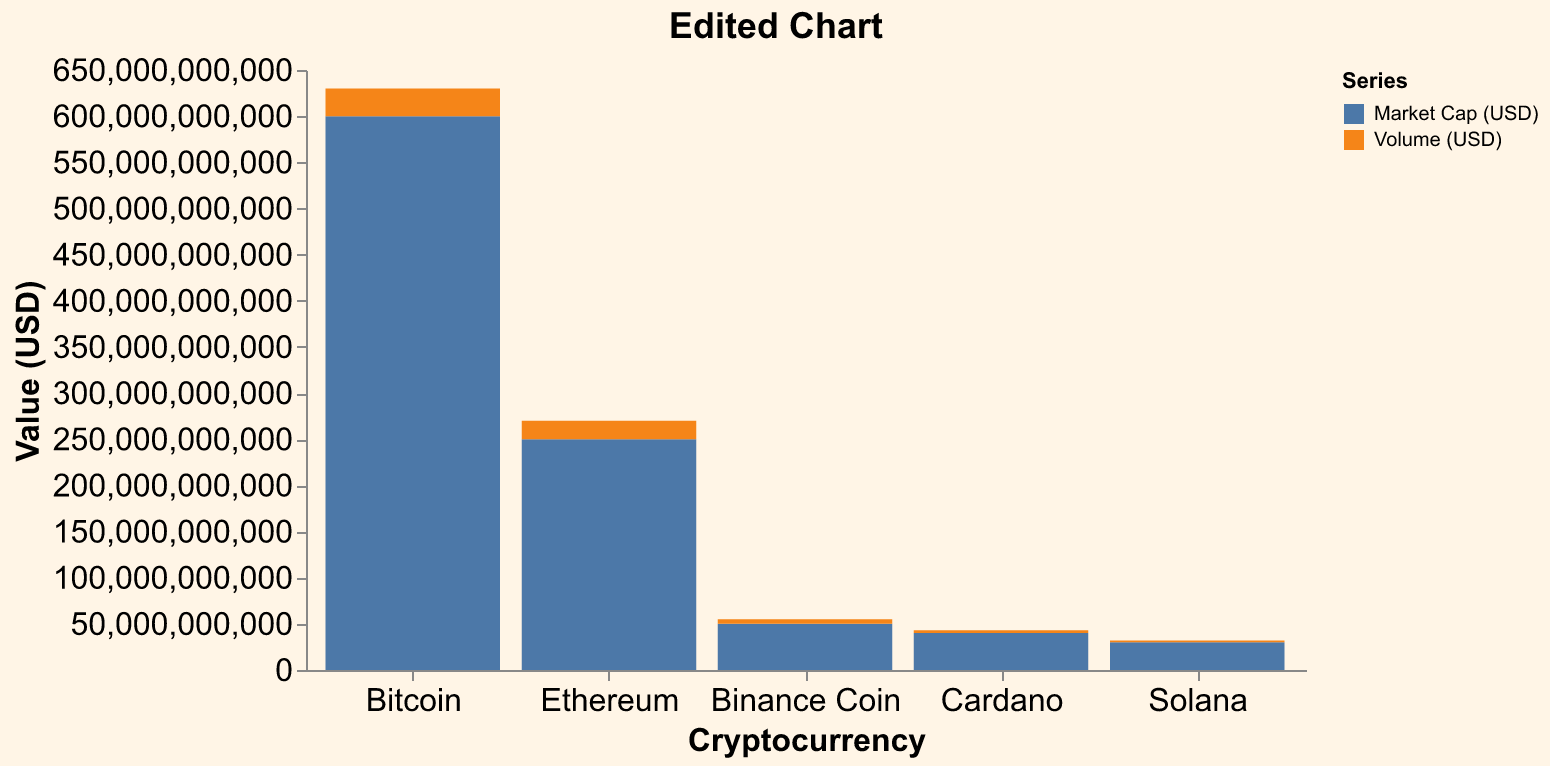 Edited Chart
650,000,000,000
600,000,000,000
550,000,000,000
500,000,000,000
450,000,000,000
400,000,000,000
350,000,000,000
300,000,000,000
250,000,000,000
200,000,000,000
150,000,000,000
100,000,000,000
50,000,000,000
0
Value (USD)
Bitcoin Ethereum Binance Coin Cardano Solana
Cryptocurrency
Series
Market Cap (USD)
Volume (USD)